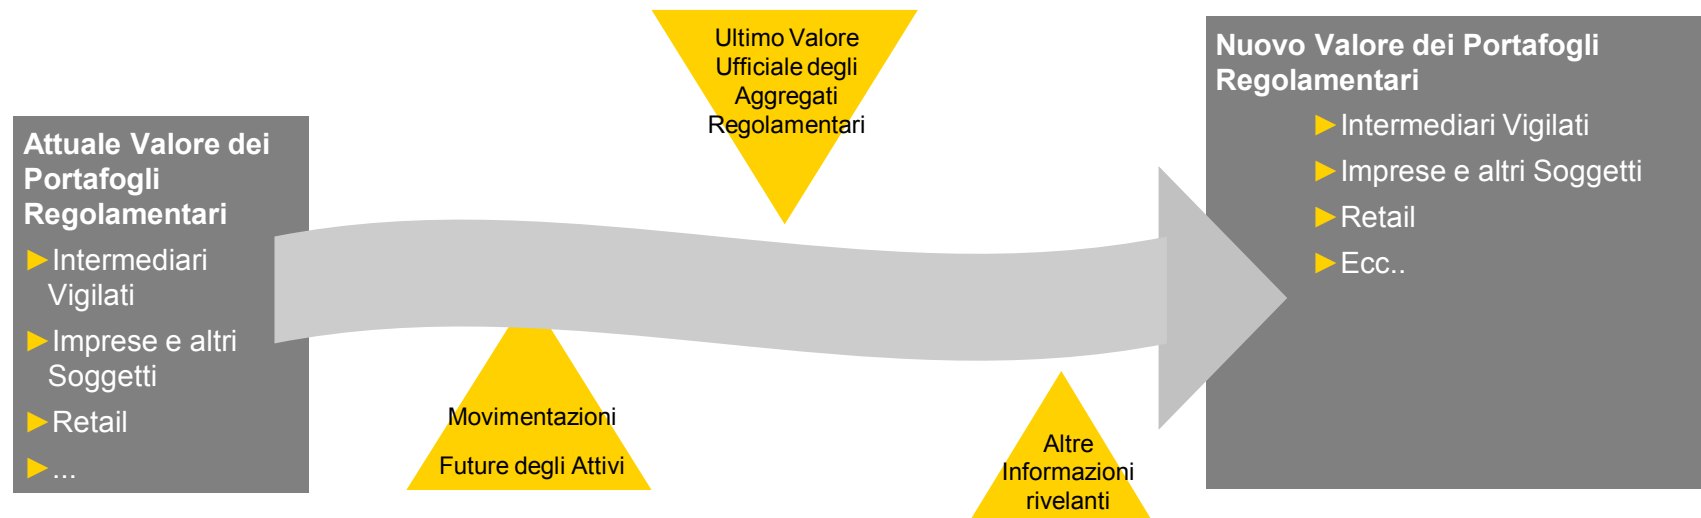 Attuale Valore dei
Portafogli
Regolamentari
►Intermediari
Vigilati
►Imprese e altri
Soggetti
►Retail
►...
Ultimo Valore
Ufficiale degli
Aggregati
Regolamentari
Movimentazioni
Future degli Attivi
Altre
Informazioni
rivelanti
Nuovo Valore dei Portafogli
Regolamentari
►Intermediari Vigilati
►Imprese e altri Soggetti
►Retail
►Ecc..